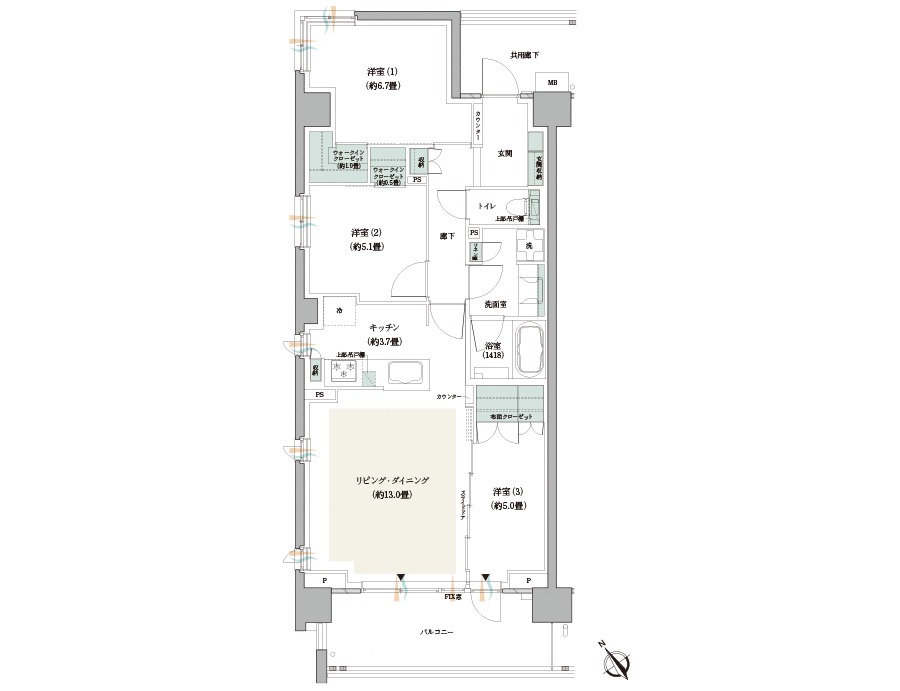 共用廊下
MB
洋室(1)
(約6.7畳)
カウンター
玄関
玄関収納
ウォークイン
クローゼット
(約1.0畳)
ウォークイン
クローゼット
(約0.5畳)
収納
PS
トイレ
上部吊戸棚
洋室(2)
(約5.1畳)
廊下
PS
リネン庫
洗
洗面室
冷
キッチン
(約3.7畳)
浴室
(1418)
上部吊戸棚
収納
PS
カウンター
布団クローゼット
リビング・ダイニング
(約13.0畳)
洋室(3)
(約5.0畳)
P
P
FIX窓
バルコニー
N